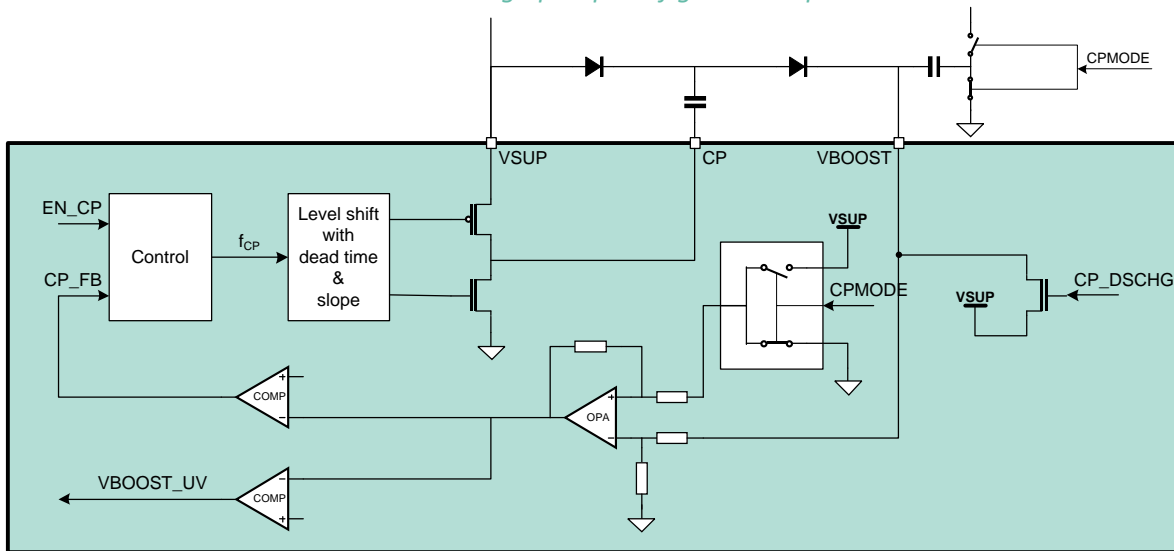 CPMODE
VSUP
CP
VBOOST
EN_CP
CP_FB
Control
fCP
Level shift
with
dead time
&
slope
VSUP
CPMODE
VSUP
CP_DSCHG
+
COMP
−
+
OPA
−
VBOOST_UV
−
COMP
+